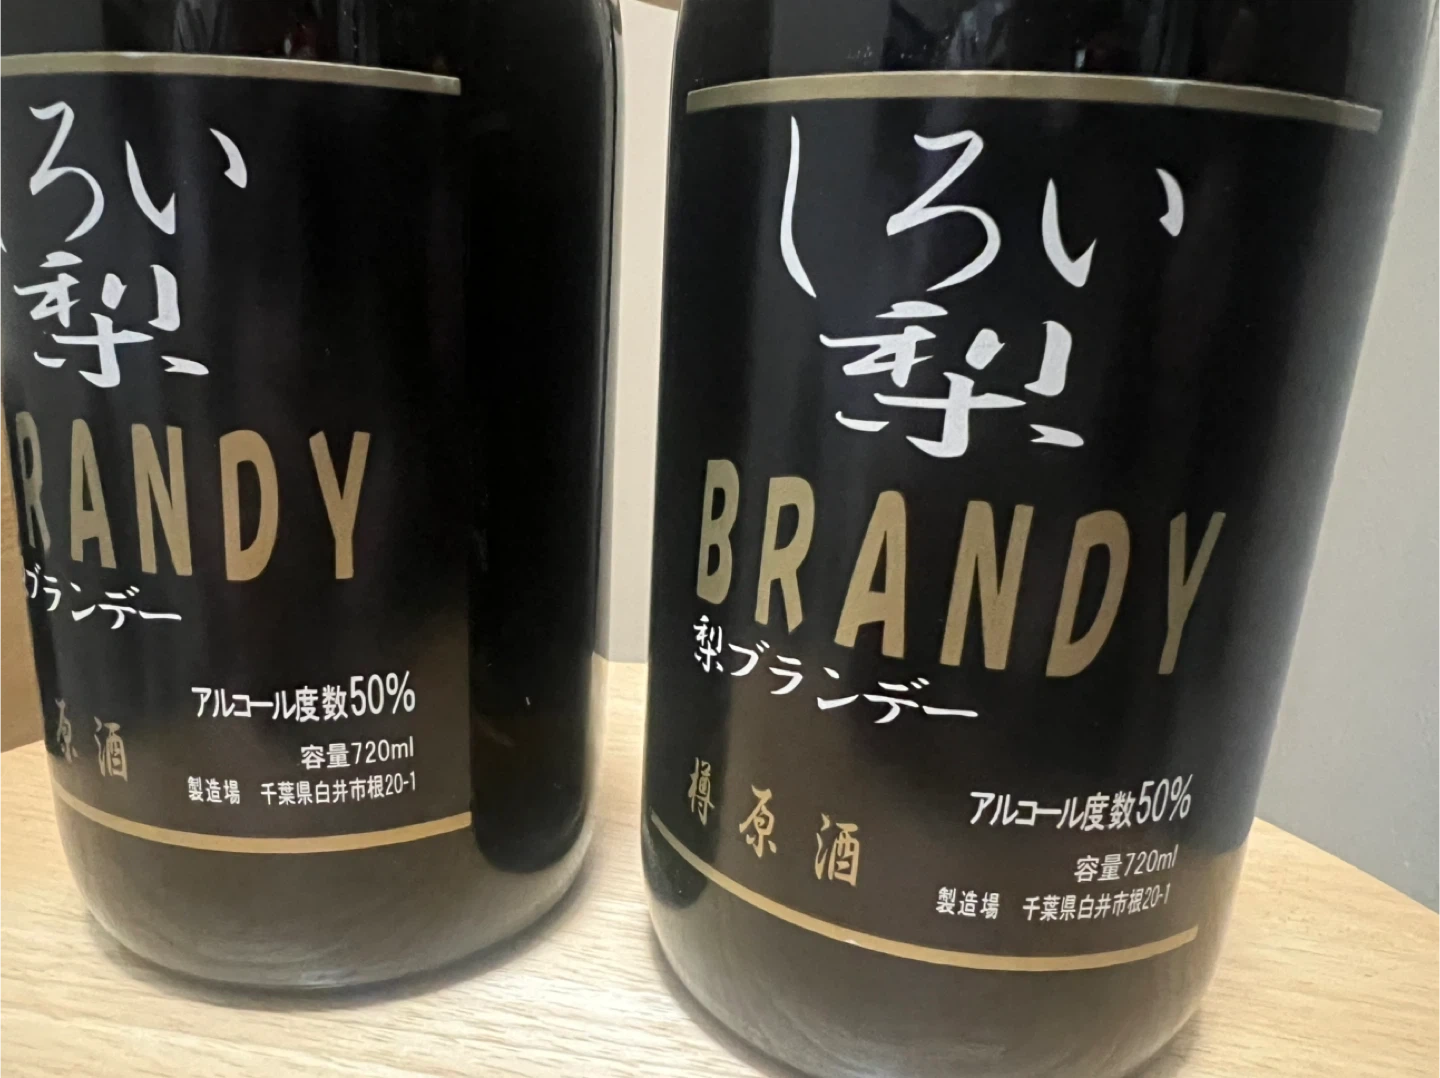 ろい
梨
RANDY
ブランデー
原酒
アルコール度数50%
容量720ml
製造場 千葉県白井市根20-1
しろい
梨
BRANDY
梨ブランデー
樽原酒
アルコール度数50%
容量720ml
製造場 千葉県白井市根20-1